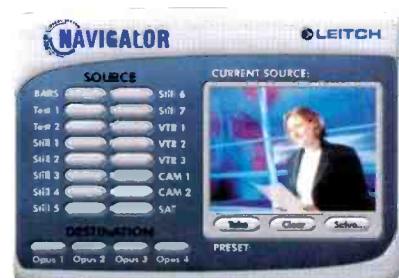 NAVIGATOR
LEITCH
SOURCE
CURRENT SOURCE:
BARS Still 6
Test 1 Still 7
Test 2 VTR 1
Still 1 VTR 2
Still 2 VTR 3
Still 3 CAM 1
Still 4 CAM 2
Still 5 SAT
Take Clear Salvo...
DESTINATION
PRESET:
Opus 1 Opus 2 Opus 3 Opus 4